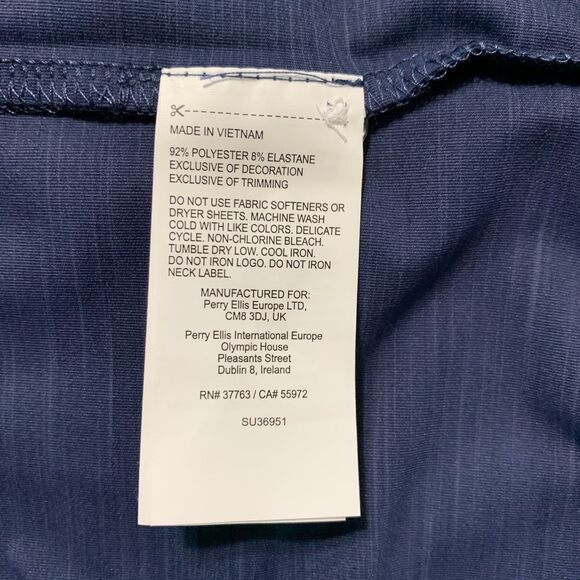 MADE IN VIETNAM
92% POLYESTER 8% ELASTANE
EXCLUSIVE OF DECORATION
EXCLUSIVE OF TRIMMING
DO NOT USE FABRIC SOFTENERS OR
DRYER SHEETS. MACHINE WASH
COLD WITH LIKE COLORS. DELICATE
CYCLE. NON-CHLORINE BLEACH.
TUMBLE DRY LOW. COOL IRON.
DO NOT IRON LOGO. DO NOT IRON
NECK LABEL.
MANUFACTURED FOR:
Perry Ellis Europe LTD,
CM8 3DJ, UK
Perry Ellis International Europe
Olympic House
Pleasants Street
Dublin 8, Ireland
RN# 37763 / CA# 55972
SU36951